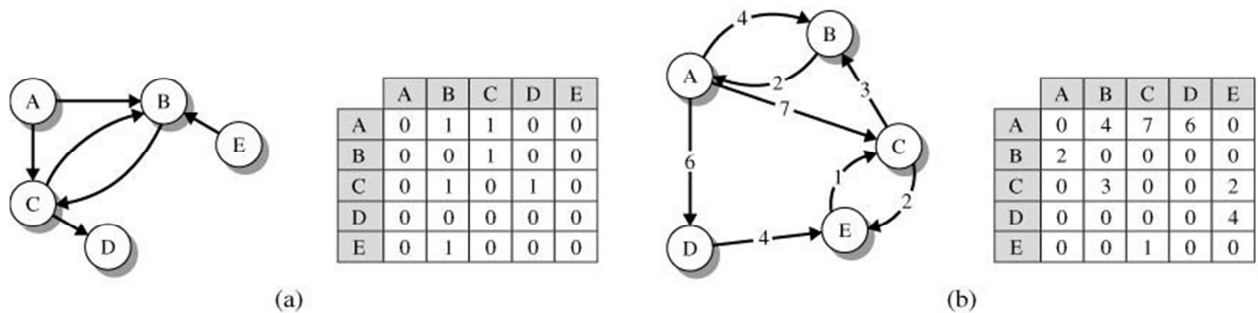 A B E C D
A B C D E
A 0 1 1 0 0
B 0 0 1 0 0
C 0 1 0 1 0
D 0 0 0 0 0
E 0 1 0 0 0
(a)
4 B A 2 3 7 C 6 1 2 D 4 E
A B C D E
A 0 4 7 6 0
B 2 0 0 0 0
C 0 3 0 0 2
D 0 0 0 0 4
E 0 0 1 0 0
(b)